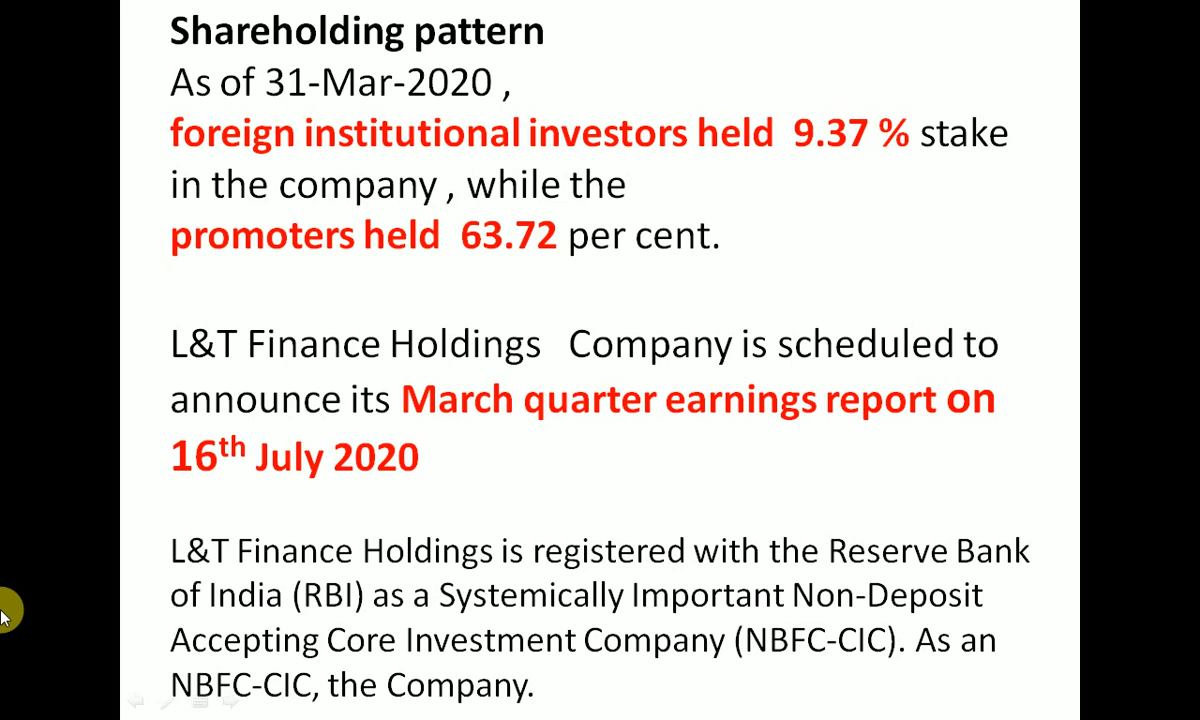 Shareholding pattern
As of 31-Mar-2020 ,
foreign institutional investors held 9.37 % stake
in the company , while the
promoters held 63.72 per cent.
L&T Finance Holdings Company is scheduled to
announce its March quarter earnings report on
16th July 2020
L&T Finance Holdings is registered with the Reserve Bank
of India (RBI) as a Systemically Important Non-Deposit
Accepting Core Investment Company (NBFC-CIC). As an
NBFC-CIC, the Company.